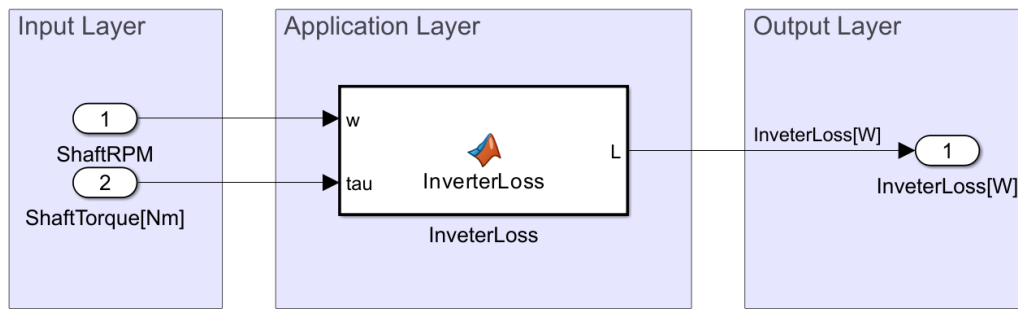 Input Layer
Application Layer
Output Layer
1
ShaftRPM
2
ShaftTorque[Nm]
w
tau
InverterLoss
L
InveterLoss
InveterLoss[W]
1
InveterLoss[W]